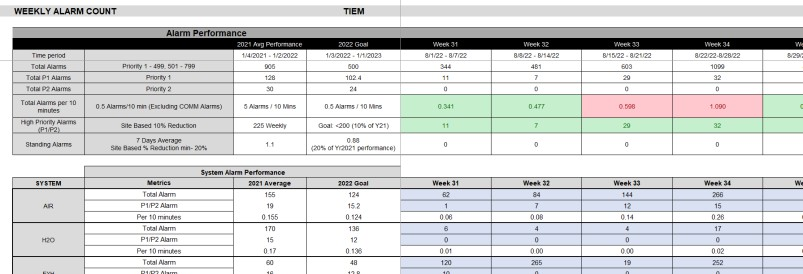 WEEKLY ALARM COUNT TIEM
Alarm Performance
2021 Avg Performance 2022 Goal Week 31 Week 32 Week 33 Week 34
Time period 1/4/2021 - 1/2/2022 1/3/2022 - 1/1/2023 8/1/22 - 8/7/22 8/8/22 - 8/14/22 8/15/22 - 8/21/22 8/22/22-8/28/22
Total Alarms Priority 1 - 499, 501 - 799 905 500 344 481 603 1099
Total P1 Alarms Priority 1 128 102.4 11 7 29 32
Total P2 Alarms Priority 2 30 24 0 0 0 0
Total Alarms per 10
minutes 0.5 Alarms/10 min (Excluding COMM Alarms) 5 Alarms / 10 Mins 0.5 Alarms / 10 Mins 0.341 0.477 0.598 1.090
High Priority Alarms
(P1/P2) Site Based 10% Reduction 225 Weekly Goal: <200 (10% of Y21) 11 7 29 32
Standing Alarms 7 Days Average
Site Based % Reduction min- 20% 1.1 0.88
(20% of Yr2021 performance) 0 0 0 0
System Alarm Performance
SYSTEM Metrics 2021 Average 2022 Goal Week 31 Week 32 Week 33 Week 34
AIR
Total Alarm 155 124 62 84 144 266
P1/P2 Alarm 19 15.2 1 7 12 15
Per 10 minutes 0.155 0.124 0.06 0.08 0.14 0.26
H2O
Total Alarm 170 136 6 4 4 17
P1/P2 Alarm 15 12 0 0 0 0
Per 10 minutes 0.17 0.136 0.01 0.00 0.00 0.02
Total Alarm 60 48 120 265 19 252